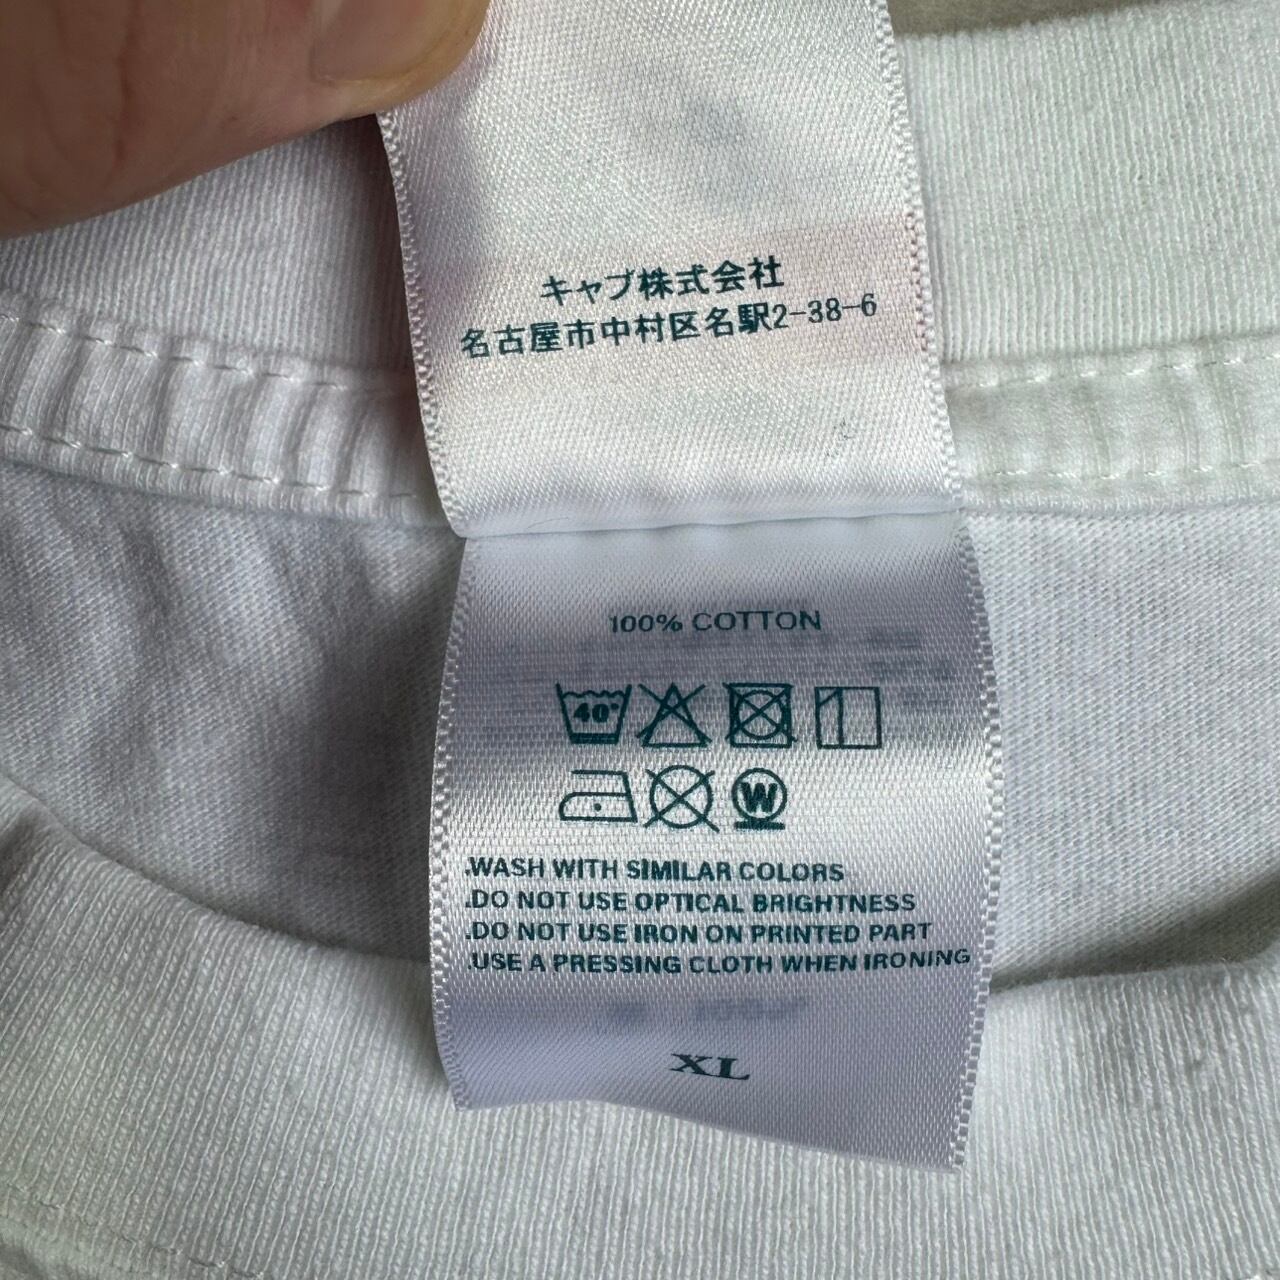 キャブ株式会社
名古屋市中村区名駅2-38-6
100% COTTON
40°
W
.WASH WITH SIMILAR COLORS
.DO NOT USE OPTICAL BRIGHTNESS
.DO NOT USE IRON ON PRINTED PART
.USE A PRESSING CLOTH WHEN IRONING
XL